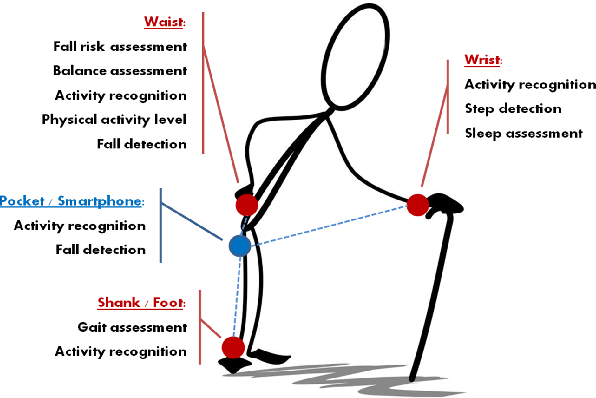 Waist:
Fall risk assessment
Balance assessment
Activity recognition
Physical activity level
Fall detection
Wrist:
Activity recognition
Step detection
Sleep assessment
Pocket / Smartphone:
Activity recognition
Fall detection
Shank / Foot:
Gait assessment
Activity recognition